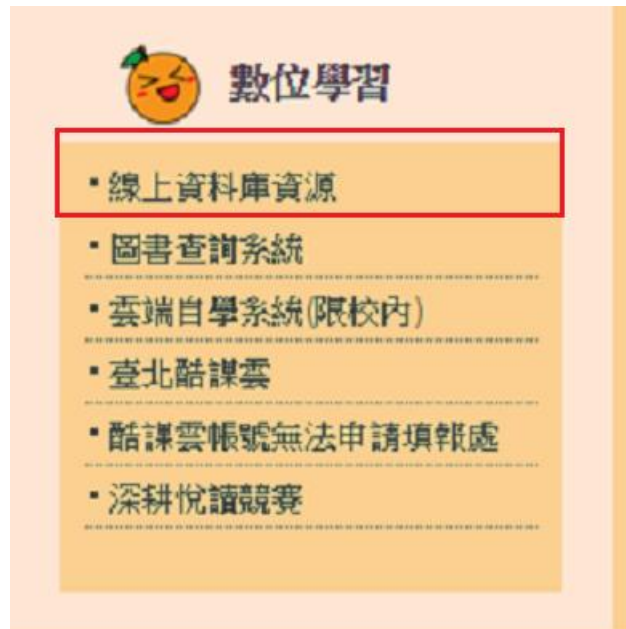 數位學習
▪線上資料庫資源
▪圖書查詢系統
▪雲端自學系統(限校內)
▪臺北酷課雲
▪酷課雲帳號無法申請填報處
▪深耕悅讀競賽